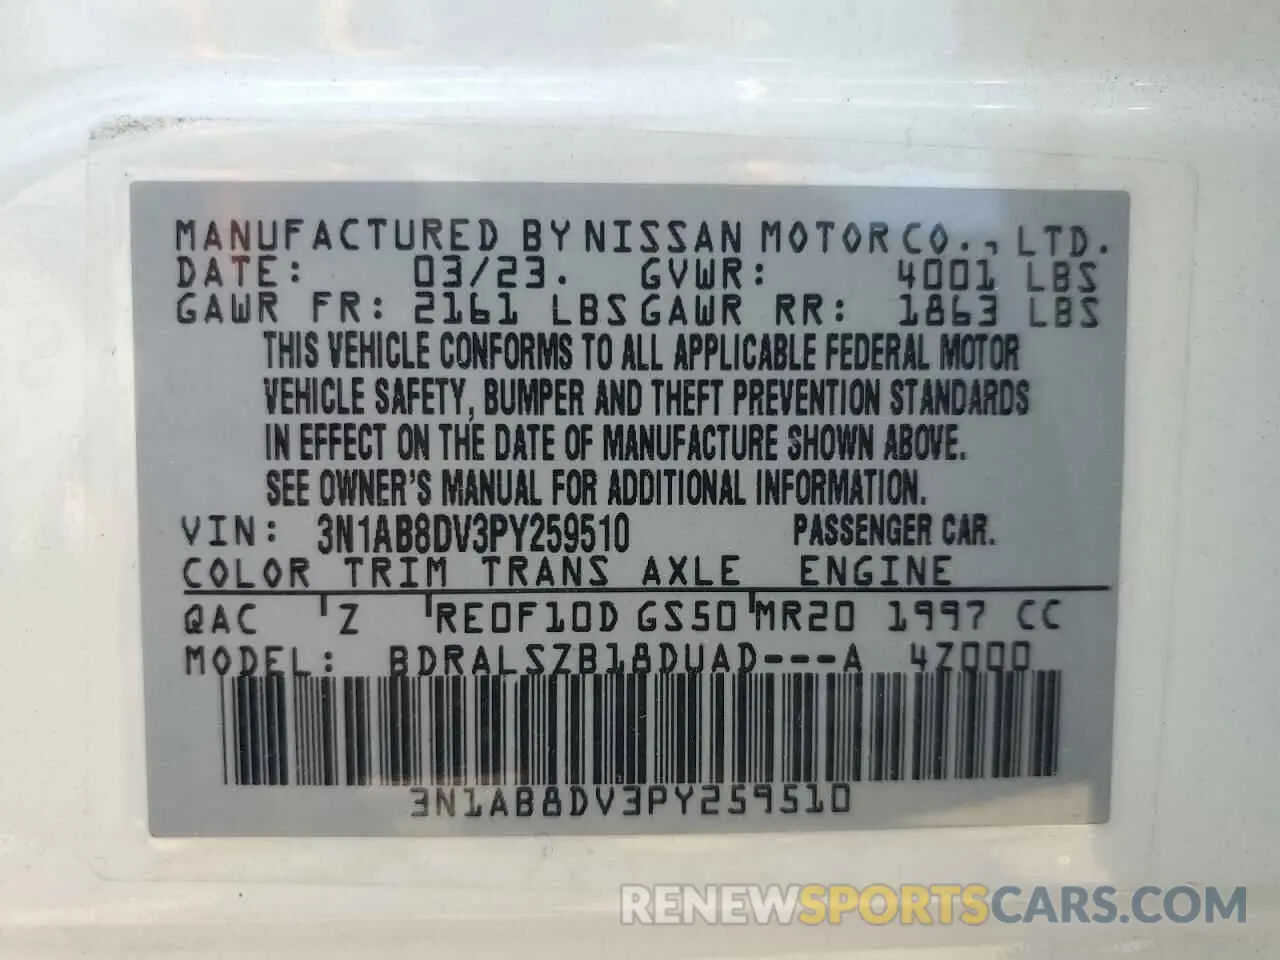 MANUFACTURED BY NISSAN MOTOR CO., LTD.
DATE: 03/23. GVWR: 4001 LBS
GAWR FR: 2161 LBS GAWR RR: 1863 LBS
THIS VEHICLE CONFORMS TO ALL APPLICABLE FEDERAL MOTOR
VEHICLE SAFETY, BUMPER AND THEFT PREVENTION STANDARDS
IN EFFECT ON THE DATE OF MANUFACTURE SHOWN ABOVE.
SEE OWNER'S MANUAL FOR ADDITIONAL INFORMATION.
VIN: 3N1AB8DV3PY259510 PASSENGER CAR.
COLOR TRIM TRANS AXLE ENGINE
QAC Z RE0F10D GS50 MR20 1997 CC
MODEL: BDRALSZB18DUAD---A 4Z000
3N1AB8DV3PY259510
RENEWSPORTSCARS.COM